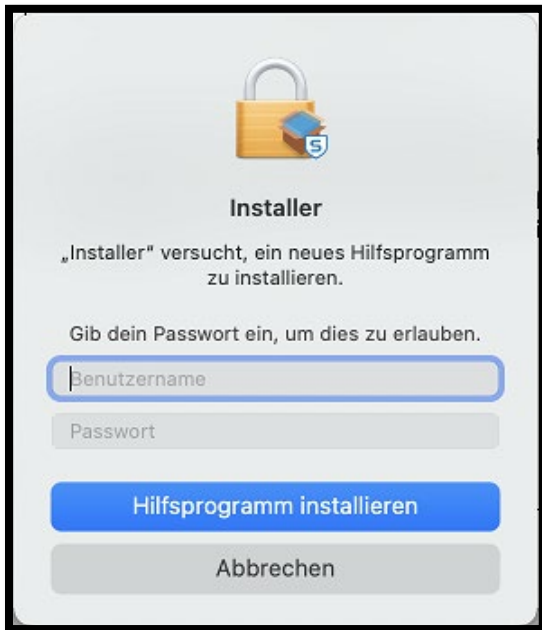 S
Installer
„Installer“ versucht, ein neues Hilfsprogramm
zu installieren.
Gib dein Passwort ein, um dies zu erlauben.
Benutzername
Passwort
Hilfsprogramm installieren
Abbrechen